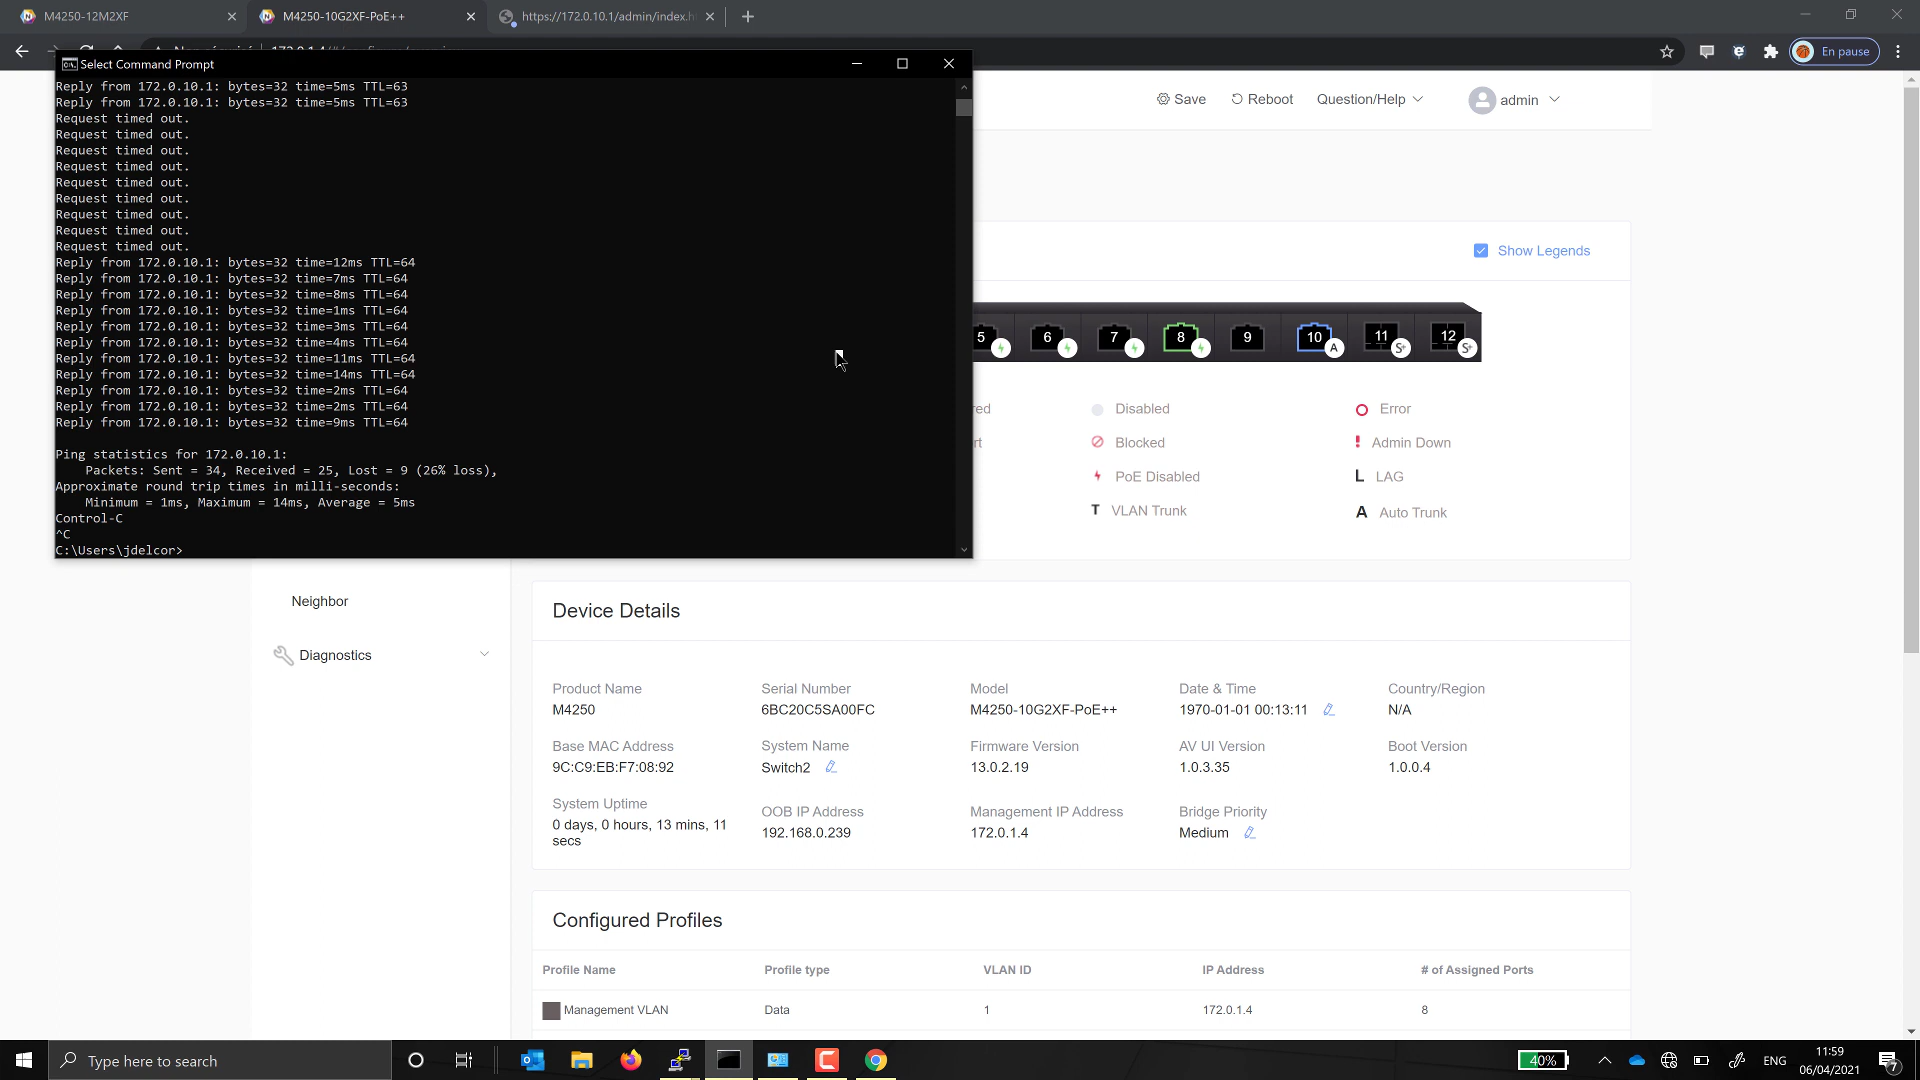 M4250-12M2XF
M4250-10G2XF-PoE++
https://172.0.10.1/admin/index.h
En pause
Select Command Prompt
Reply from 172.0.10.1: bytes=32 time=5ms TTL=63
Reply from 172.0.10.1: bytes=32 time=5ms TTL=63
Request timed out.
Request timed out.
Request timed out.
Request timed out.
Request timed out.
Request timed out.
Request timed out.
Request timed out.
Request timed out.
Reply from 172.0.10.1: bytes=32 time=12ms TTL=64
Reply from 172.0.10.1: bytes=32 time=7ms TTL=64
Reply from 172.0.10.1: bytes=32 time=8ms TTL=64
Reply from 172.0.10.1: bytes=32 time=1ms TTL=64
Reply from 172.0.10.1: bytes=32 time=3ms TTL=64
Reply from 172.0.10.1: bytes=32 time=4ms TTL=64
Reply from 172.0.10.1: bytes=32 time=11ms TTL=64
Reply from 172.0.10.1: bytes=32 time=14ms TTL=64
Reply from 172.0.10.1: bytes=32 time=2ms TTL=64
Reply from 172.0.10.1: bytes=32 time=2ms TTL=64
Reply from 172.0.10.1: bytes=32 time=9ms TTL=64
Ping statistics for 172.0.10.1:
Packets: Sent = 34, Received = 25, Lost = 9 (26% loss),
Approximate round trip times in milli-seconds:
Minimum = 1ms, Maximum = 14ms, Average = 5ms
Control-C
^C
C:\Users\jdelcor>
Save
Reboot
Question/Help
admin
Show Legends
5 6 7 8 9 10 A 11 S+ 12 S+
red
Disabled
Error
rt
Blocked
! Admin Down
PoE Disabled
L LAG
T VLAN Trunk
A Auto Trunk
Neighbor
Diagnostics
Device Details
Product Name
M4250
Serial Number
6BC20C5SA00FC
Model
M4250-10G2XF-PoE++
Date & Time
1970-01-01 00:13:11
Country/Region
N/A
Base MAC Address
9C:C9:EB:F7:08:92
System Name
Switch2
Firmware Version
13.0.2.19
AV UI Version
1.0.3.35
Boot Version
1.0.0.4
System Uptime
0 days, 0 hours, 13 mins, 11
secs
OOB IP Address
192.168.0.239
Management IP Address
172.0.1.4
Bridge Priority
Medium
Configured Profiles
Profile Name Profile type VLAN ID IP Address # of Assigned Ports
Management VLAN Data 1 172.0.1.4 8
Type here to search
40%
ENG
11:59
06/04/2021
7